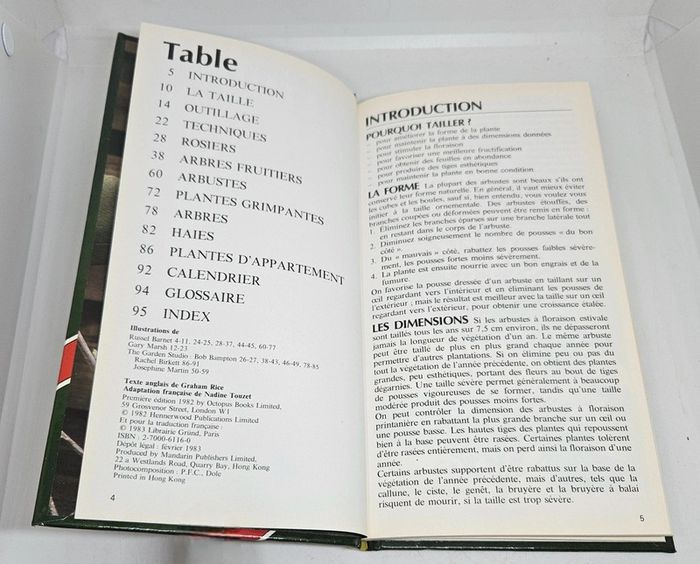 Table
5 INTRODUCTION
10 LA TAILLE
14 OUTILLAGE
22 TECHNIQUES
28 ROSIERS
38 ARBRES FRUITIERS
60 ARBUSTES
72 PLANTES GRIMPANTES
78 ARBRES
82 HAIES
86 PLANTES D'APPARTEMENT
92 CALENDRIER
94 GLOSSAIRE
95 INDEX
Illustrations de
Russel Barnet 4-11, 24-25, 28-37, 44-45, 60-77
Gary Marsh 12-23
The Garden Studio : Bob Bampton 26-27, 38-43, 46-49, 78-85
Rachel Birkett 86-91
Josephine Martin 50-59
Texte anglais de Graham Rice
Adaptation française de Nadine Touzet
Première édition 1982 by Octopus Books Limited,
59 Grosvenor Street, London W1
© 1982 Hennerwood Publications Limited
Et pour la traduction française :
© 1983 Librairie Gründ, Paris
ISBN : 2-7000-6116-0
Dépôt légal : février 1983
Produced by Mandarin Publishers Limited,
22 a Westlands Road, Quarry Bay, Hong Kong
Photocomposition : P.F.C., Dole
Printed in Hong Kong
4
INTRODUCTION
POURQUOI TAILLER ?
– pour améliorer la forme de la plante
– pour maintenir la plante à des dimensions données
– pour stimuler la floraison
– pour favoriser une meilleure fructification
– pour obtenir des feuilles en abondance
– pour produire des tiges esthétiques
– pour maintenir la plante en bonne condition
LA FORME La plupart des arbustes sont beaux s'ils ont
conservé leur forme naturelle. En général, il vaut mieux éviter
les cubes et les boules, sauf si, bien entendu, vous voulez vous
initier à la taille ornementale. Des arbustes étouffés, des
branches coupées ou déformées peuvent être remis en forme :
1. Eliminez les branches éparses sur une branche latérale tout
en restant dans le corps de l'arbuste.
2. Diminuez soigneusement le nombre de pousses « du bon
côté ».
3. Du « mauvais » côté, rabattez les pousses faibles sévère-
ment, les pousses fortes moins sévèrement.
4. La plante est ensuite nourrie avec un bon engrais et de la
fumure.
On favorise la pousse dressée d'un arbuste en taillant sur un
œil regardant vers l'intérieur et en éliminant les pousses de
l'extérieur ; mais le résultat est meilleur avec la taille sur un œil
regardant vers l'extérieur, pour obtenir une croissance étalée.
LES DIMENSIONS Si les arbustes à floraison estivale
sont taillés tous les ans sur 7,5 cm environ, ils ne dépasseront
jamais la longueur de végétation d'un an. Le même arbuste
peut être taillé de plus en plus grand chaque année pour
permettre d'autres plantations. Si on élimine peu ou pas du
tout la végétation de l'année précédente, on obtient des plantes
grandes, peu esthétiques, portant des fleurs au bout de tiges
dégarnies. Une taille sévère permet généralement à beaucoup
de pousses vigoureuses de se former, tandis qu'une taille
modérée produit des pousses moins fortes.
On peut contrôler la dimension des arbustes à floraison
printanière en rabattant la plus grande branche sur un œil ou
une pousse basse. Les hautes tiges des plantes qui repoussent
bien à la base peuvent être rasées. Certaines plantes tolèrent
d'être rasées entièrement, mais on perd ainsi la floraison d'une
année.
Certains arbustes supportent d'être rabattus sur la base de la
végétation de l'année précédente, mais d'autres, tels que la
callune, le ciste, le genêt, la bruyère et la bruyère à balai
risquent de mourir, si la taille est trop sévère.
5